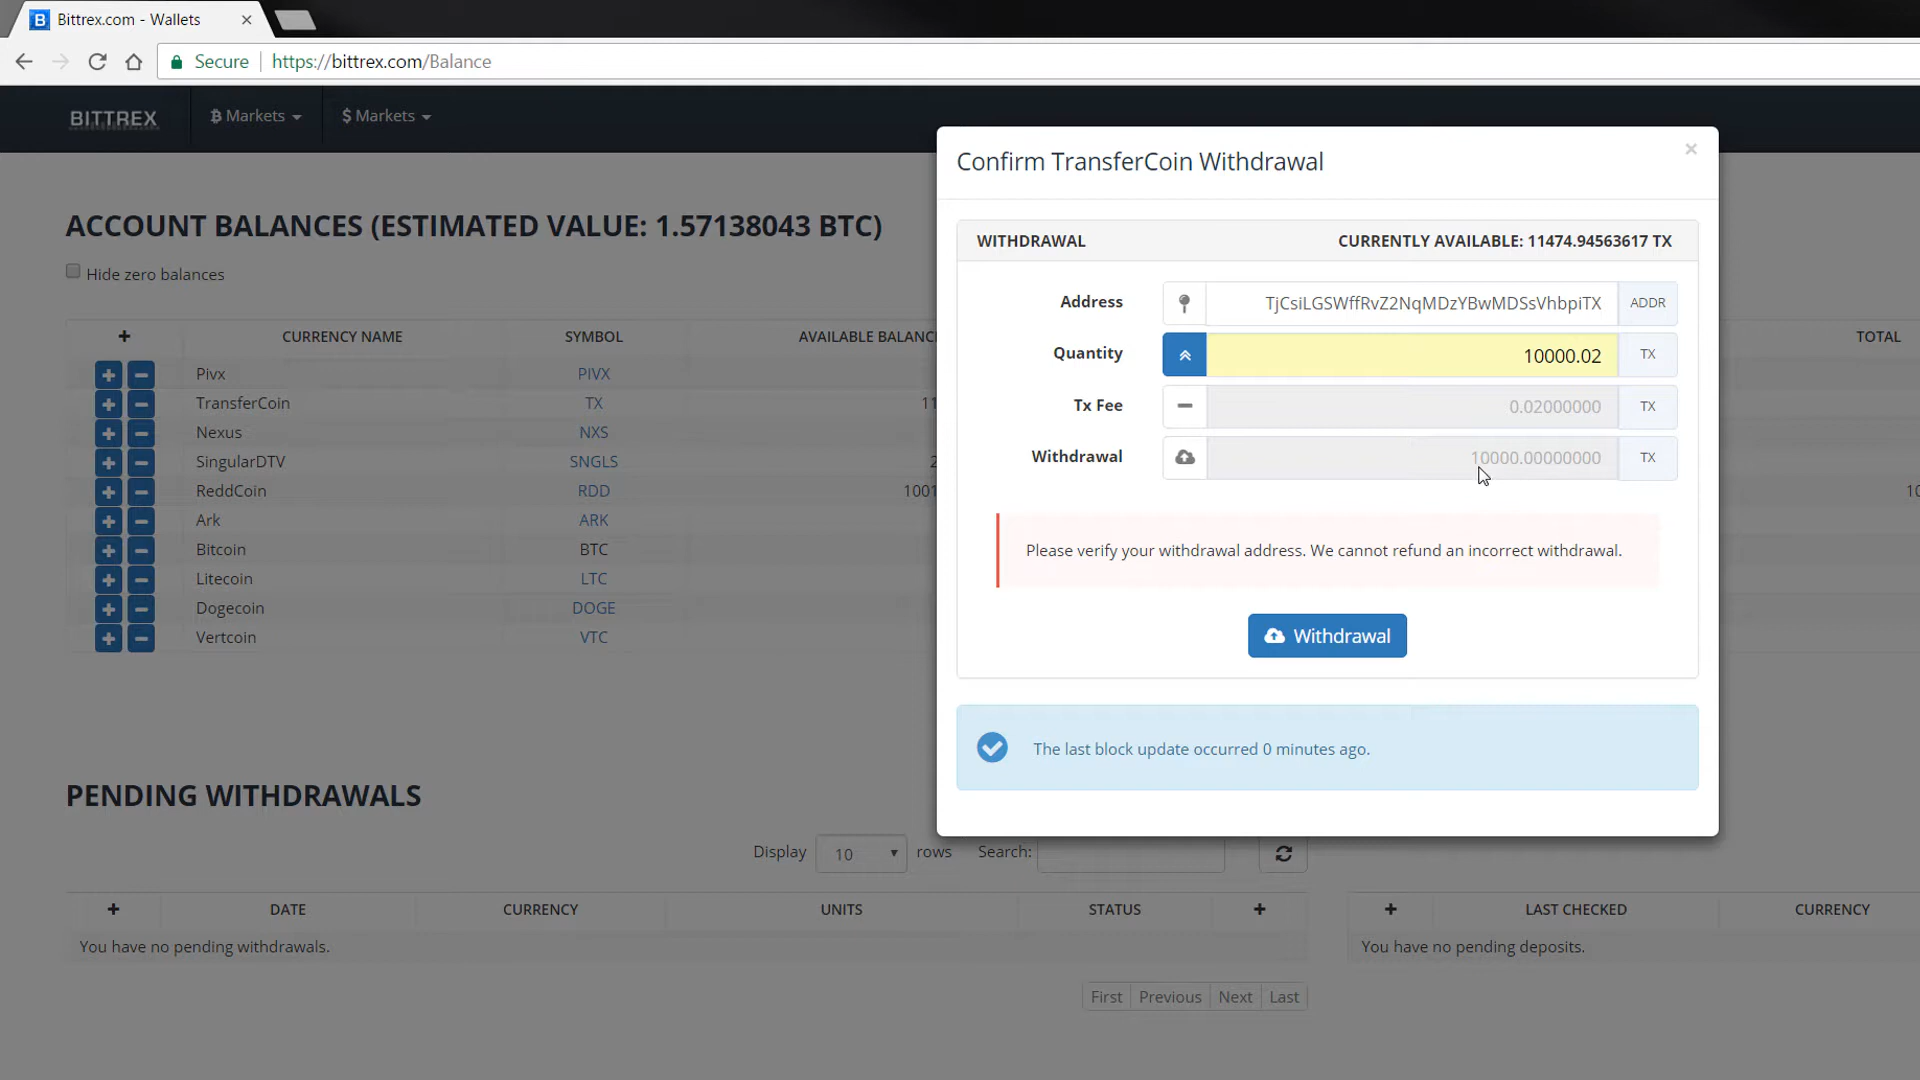 Bittrex.com - Wallets
Secure https://bittrex.com/Balance
BITTREX Markets $ Markets
Confirm TransferCoin Withdrawal ×
ACCOUNT BALANCES (ESTIMATED VALUE: 1.57138043 BTC)
Hide zero balances
WITHDRAWAL CURRENTLY AVAILABLE: 11474.94563617 TX
Address TjCsiLGSWffRvZ2NqMDzYBwMDSsVhbpiTX ADDR
Quantity 10000.02 TX
Tx Fee 0.02000000 TX
Withdrawal 10000.00000000 TX
Please verify your withdrawal address. We cannot refund an incorrect withdrawal.
Withdrawal
The last block update occurred 0 minutes ago.
+ CURRENCY NAME SYMBOL AVAILABLE BALANC TOTAL
Pivx PIVX
TransferCoin TX 11
Nexus NXS
SingularDTV SNGLS 2
ReddCoin RDD 1001 10
Ark ARK
Bitcoin BTC
Litecoin LTC
Dogecoin DOGE
Vertcoin VTC
PENDING WITHDRAWALS
Display 10 rows Search:
+ DATE CURRENCY UNITS STATUS +
You have no pending withdrawals.
First Previous Next Last
+ LAST CHECKED CURRENCY
You have no pending deposits.